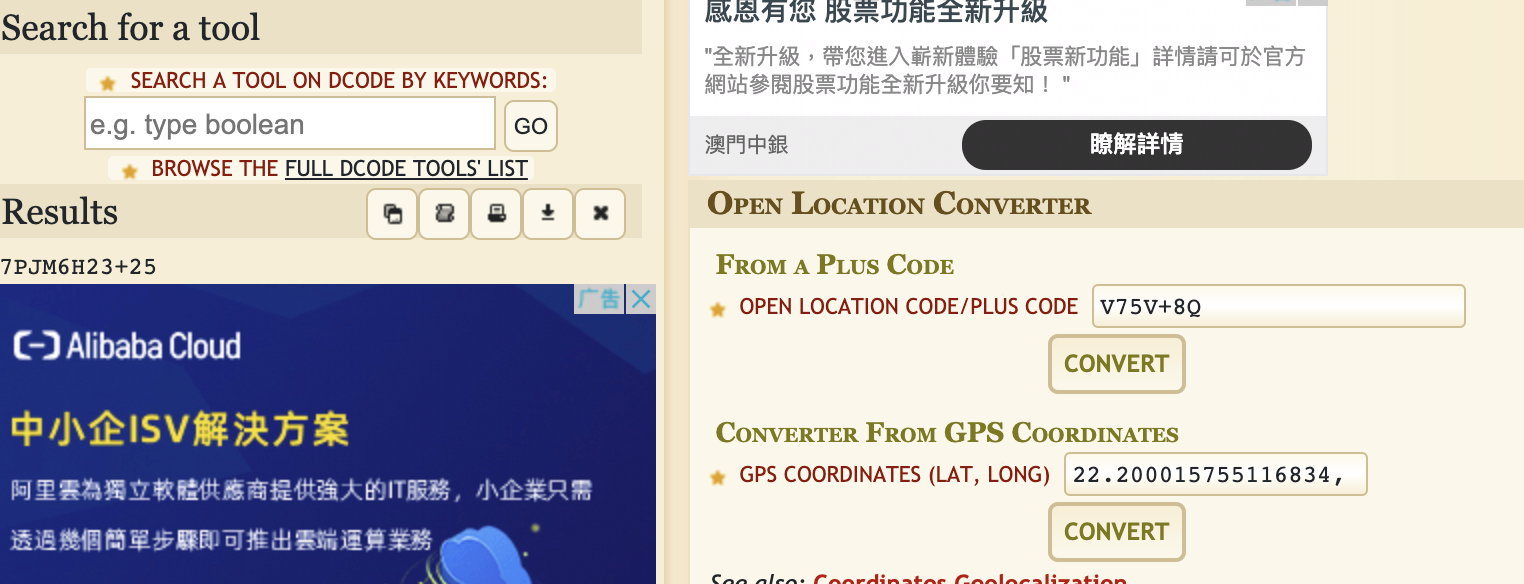 Search for a tool
SEARCH A TOOL ON DCODE BY KEYWORDS:
e.g. type boolean
GO
BROWSE THE FULL DCODE TOOLS' LIST
Results
7PJM6H23+25
广告
Alibaba Cloud
中小企ISV解決方案
阿里雲為獨立軟體供應商提供強大的IT服務，小企業只需
透過幾個簡單步驟即可推出雲端運算業務
感恩有您 股票功能全新升級
"全新升級，帶您進入嶄新體驗「股票新功能」詳情請可於官方
網站參閱股票功能全新升級你要知！ "
澳門中銀
瞭解詳情
OPEN LOCATION CONVERTER
FROM A PLUS CODE
OPEN LOCATION CODE/PLUS CODE V75V+8Q
CONVERT
CONVERTER FROM GPS COORDINATES
GPS COORDINATES (LAT, LONG) 22.200015755116834,
CONVERT
See also: Coordinates Geolocalization